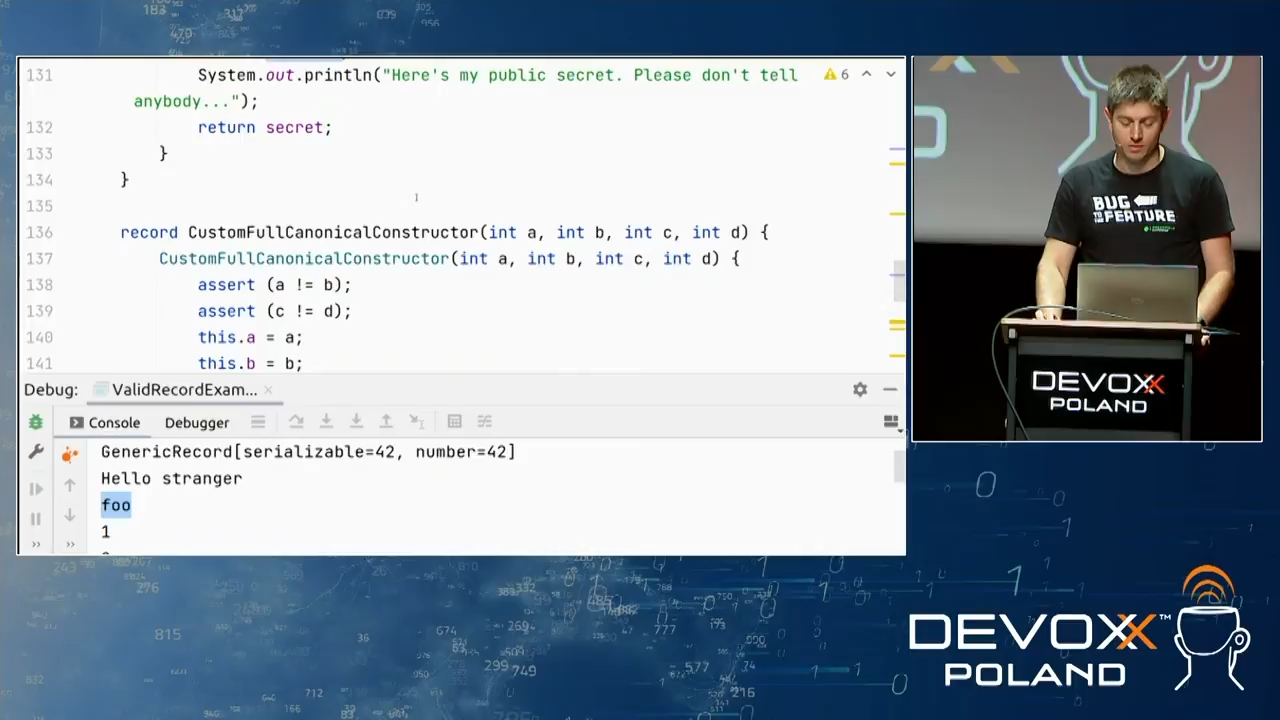 131 System.out.println("Here's my public secret. Please don't tell
anybody...");
6
132 return secret;
133 }
134 }
135
136 record CustomFullCanonicalConstructor(int a, int b, int c, int d) {
137 CustomFullCanonicalConstructor(int a, int b, int c, int d) {
138 assert (a != b);
139 assert (c != d);
140 this.a = a;
141 this.b = b;
Debug: ValidRecordExam...
Console Debugger
GenericRecord[serializable=42, number=42]
Hello stranger
foo
1
BUG
TO THE FEATURE
DEVOXX
POLAND
DEVOXX™
POLAND